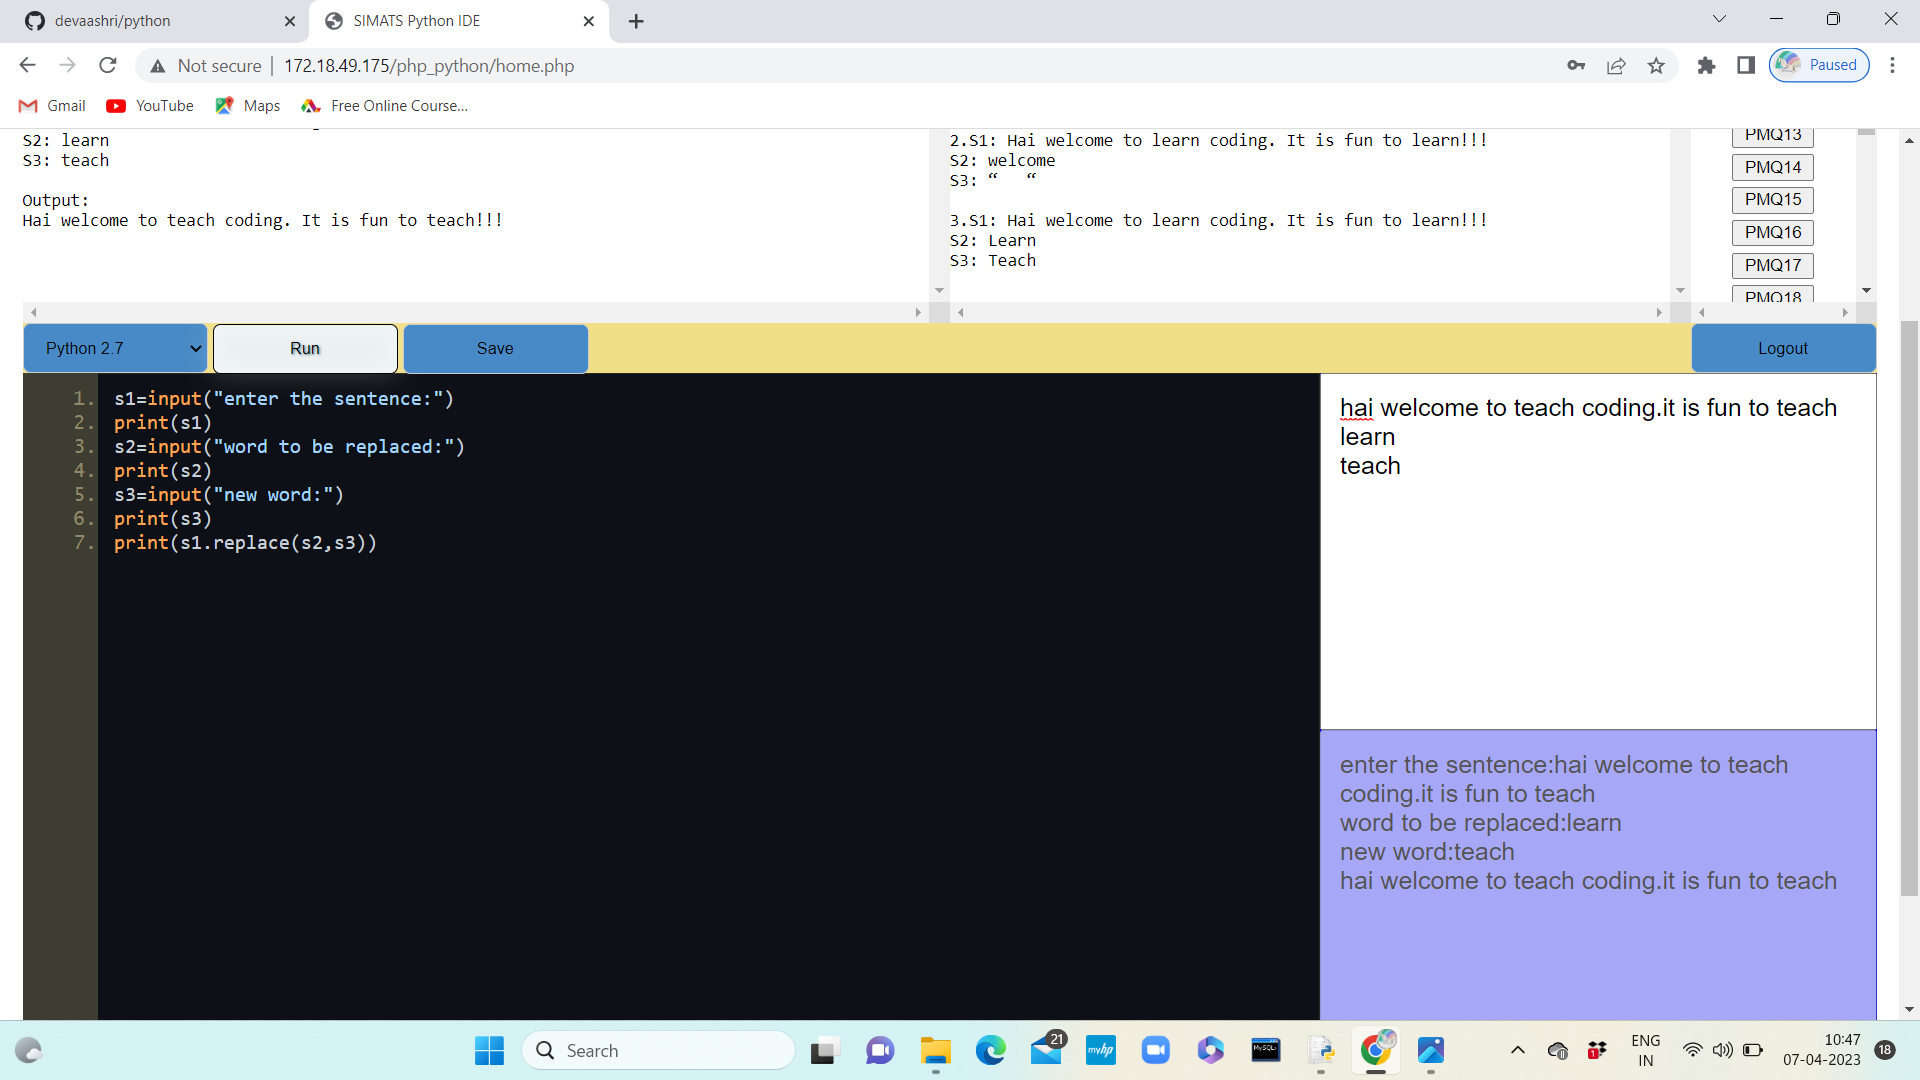 devaashri/python
SIMATS Python IDE
Not secure
172.18.49.175/php_python/home.php
Paused
Gmail
YouTube
Maps
Free Online Course...
S2: learn
S3: teach
Output:
Hai welcome to teach coding. It is fun to teach!!!
2.S1: Hai welcome to learn coding. It is fun to learn!!!
S2: welcome
S3: “   “
3.S1: Hai welcome to learn coding. It is fun to learn!!!
S2: Learn
S3: Teach
PMQ13
PMQ14
PMQ15
PMQ16
PMQ17
PMQ18
Python 2.7
Run
Save
Logout
1. s1=input("enter the sentence:")
2. print(s1)
3. s2=input("word to be replaced:")
4. print(s2)
5. s3=input("new word:")
6. print(s3)
7. print(s1.replace(s2,s3))
hai welcome to teach coding.it is fun to teach
learn
teach
enter the sentence:hai welcome to teach
coding.it is fun to teach
word to be replaced:learn
new word:teach
hai welcome to teach coding.it is fun to teach
Search
21
myhp
MySQL
1
ENG
IN
10:47
07-04-2023
18